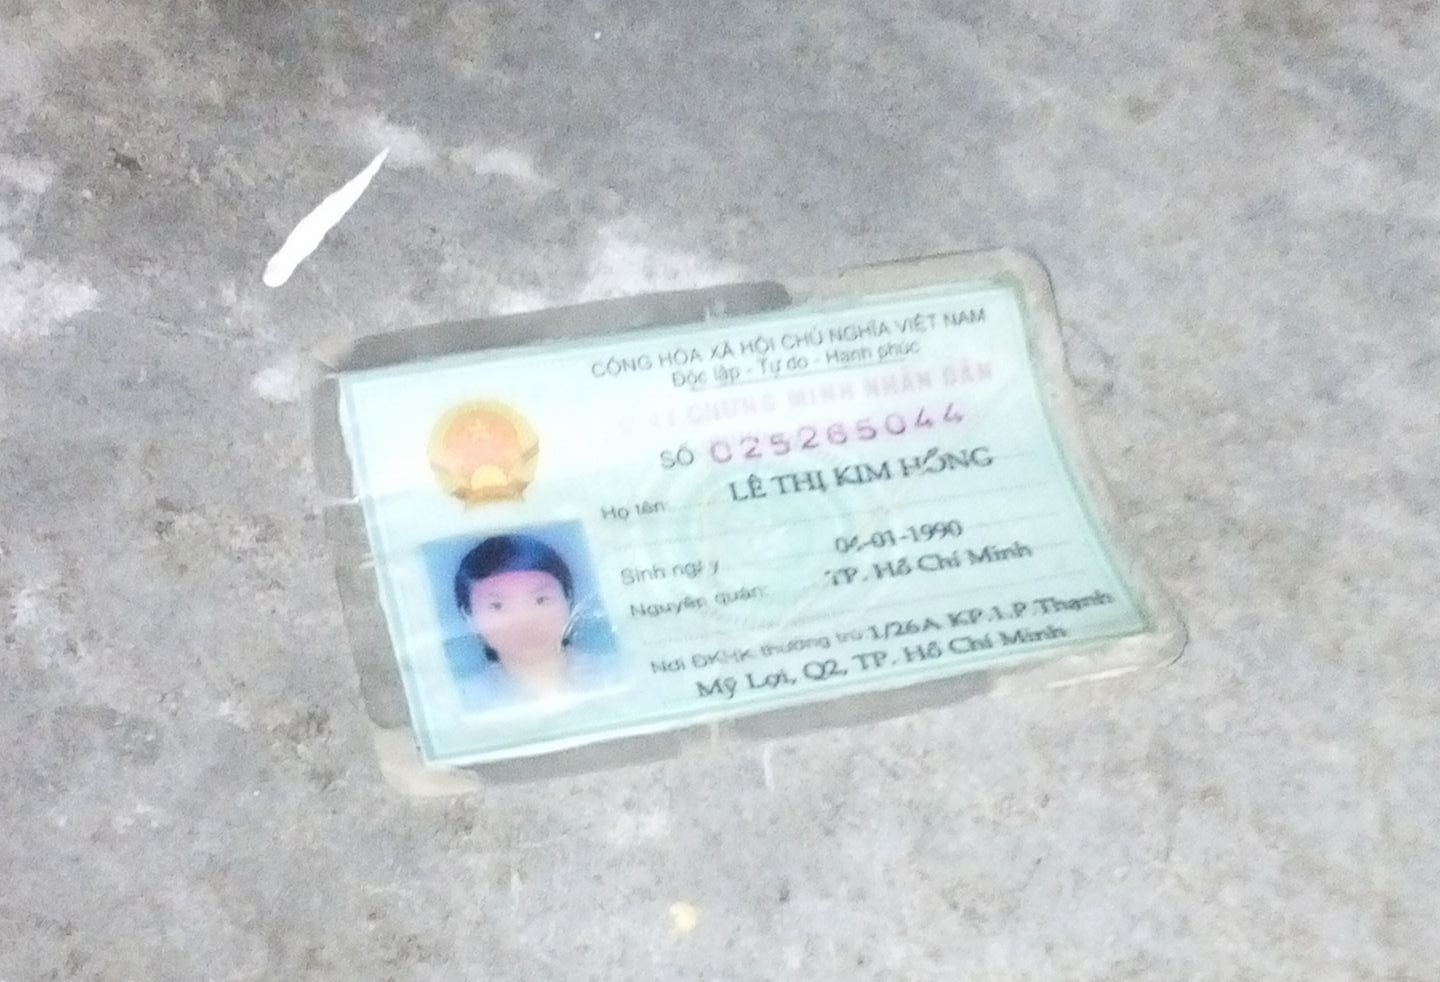 CỘNG HÒA XÃ HỘI CHỦ NGHĨA VIỆT NAM
Độc lập - Tự do - Hạnh phúc
GIẤY CHỨNG MINH NHÂN DÂN
SỐ 025265044
Họ tên: LÊ THỊ KIM HỒNG
Sinh ngày -01-1990
Nguyên quán: TP. Hồ Chí Minh
Nơi ĐKHK thường trú 1/26A KP.1.P.Thạnh
Mỹ Lợi, Q2, TP. Hồ Chí Minh